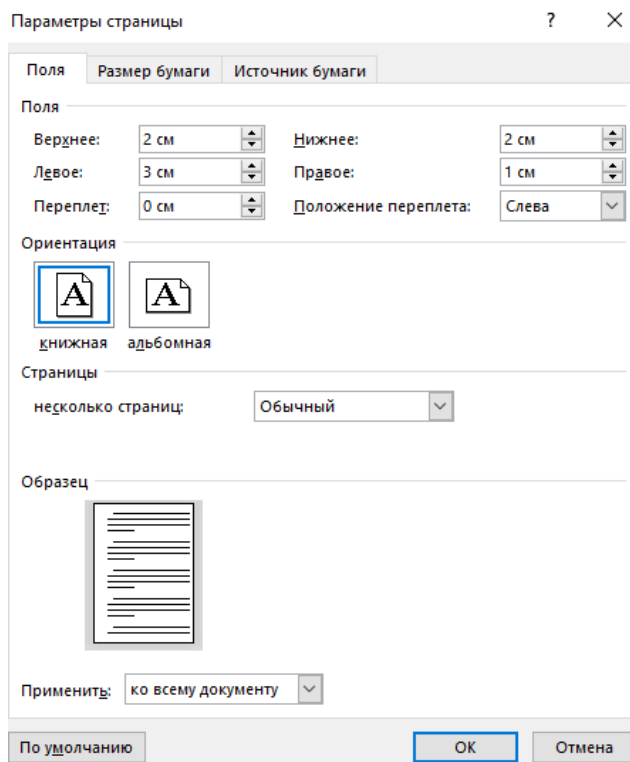 Параметры страницы ?
Поля Размер бумаги Источник бумаги
Поля
Верхнее: 2 см Нижнее: 2 см
Левое: 3 см Правое: 1 см
Переплет: 0 см Положение переплета: Слева
Ориентация
A A
книжная альбомная
Страницы
несколько страниц: Обычный
Образец
Применить: ко всему документу
По умолчанию ОК Отмена